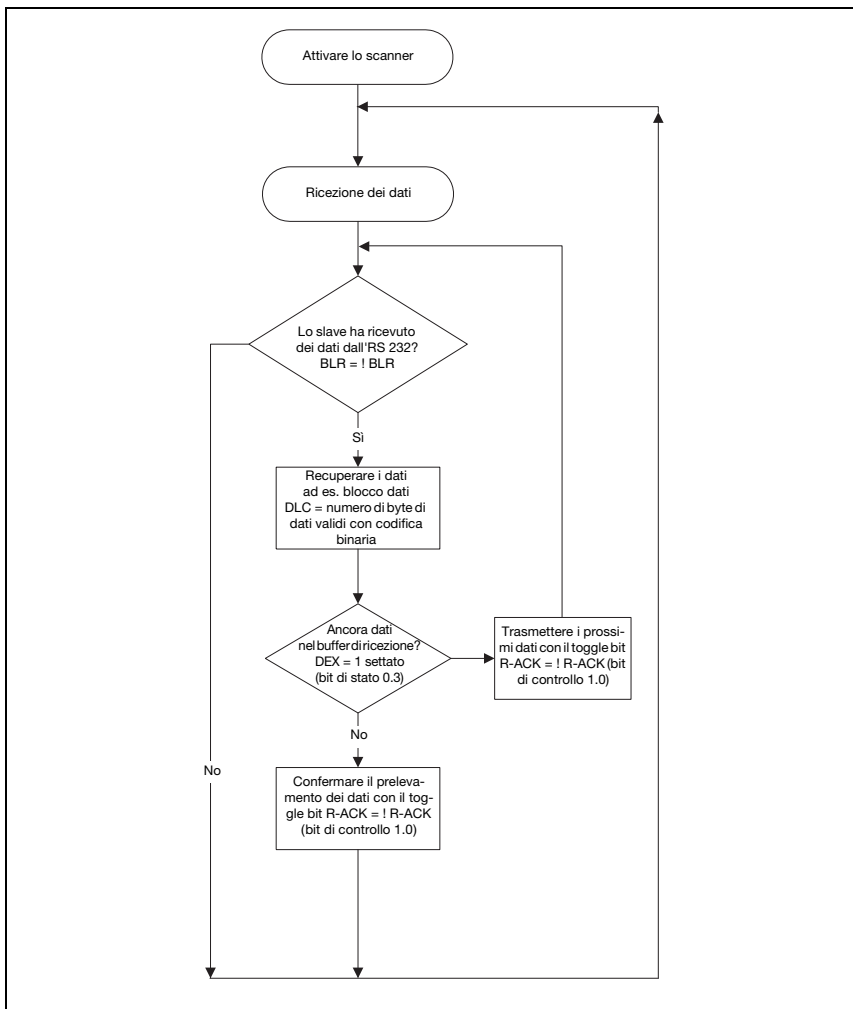 Attivare lo scanner
Ricezione dei dati
Lo slave ha ricevuto
dei dati dall'RS 232?
BLR = ! BLR
Sì
Recuperare i dati
ad es. blocco dati
DLC = numero di byte di
dati validi con codifica
binaria
Ancora dati
nel buffer di ricezione?
DEX = 1 settato
(bit di stato 0.3)
Trasmettere i prossi-
mi dati con il toggle bit
R-ACK = ! R-ACK (bit
di controllo 1.0)
No
No
Confermare il preleva-
mento dei dati con il tog-
gle bit R-ACK = ! R-ACK
(bit di controllo 1.0)